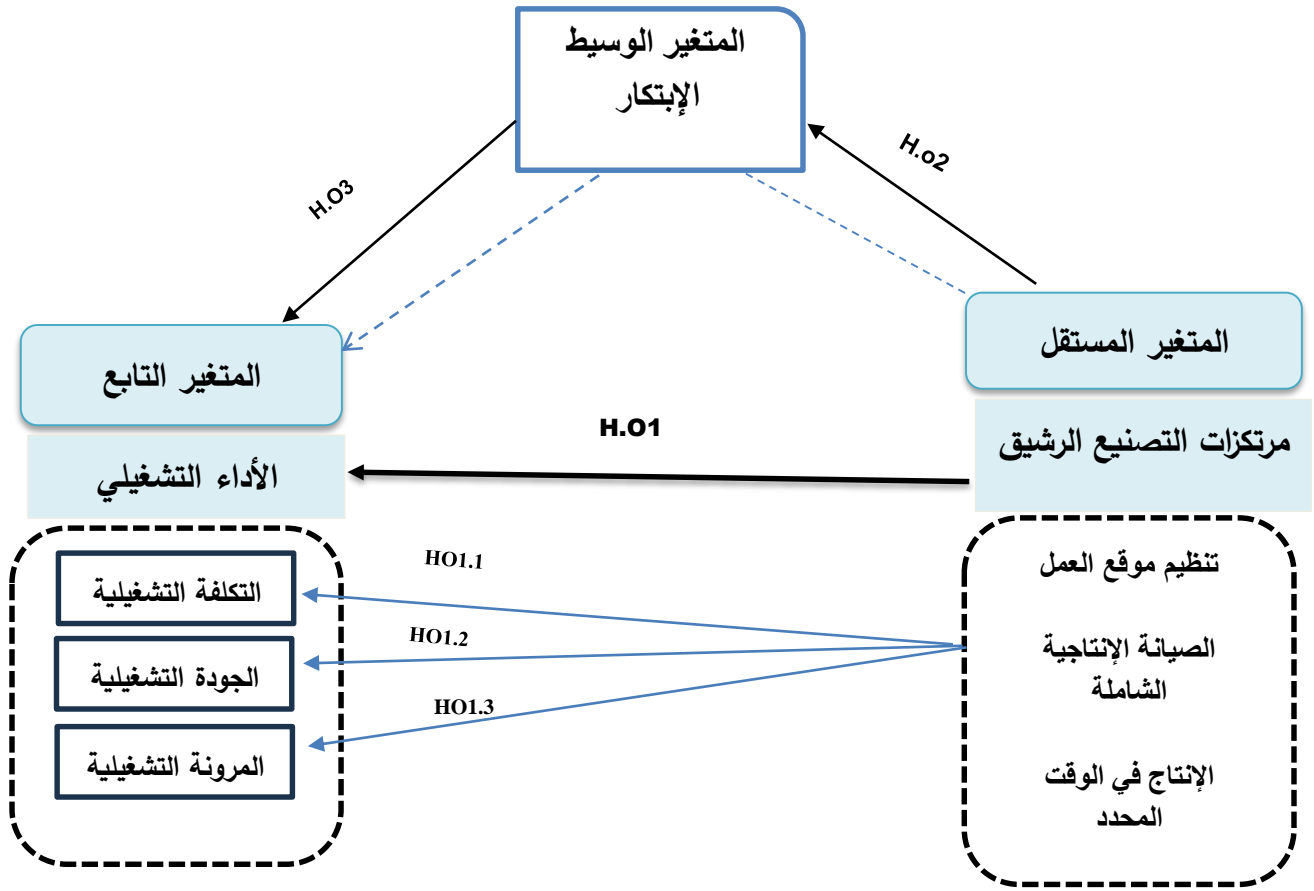 المتغير الوسيط
الإبتكار
H.o2
H.O3
المتغير المستقل
المتغير التابع
مرتكزات التصنيع الرشيق
H.O1
الأداء التشغيلي
تنظيم موقع العمل
الصيانة الإنتاجية
الشاملة
الإنتاج في الوقت
المحدد
HO1.1
HO1.2
HO1.3
التكلفة التشغيلية
الجودة التشغيلية
المرونة التشغيلية